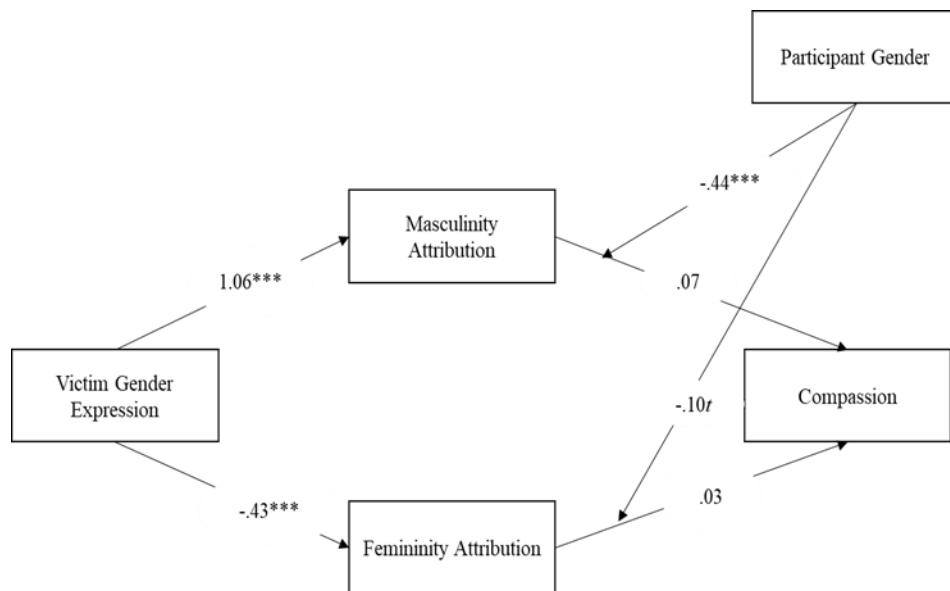 Participant Gender
-.44***
Masculinity
Attribution
1.06***
.07
Victim Gender
Expression
Compassion
-.10t
-.43***
.03
Femininity Attribution